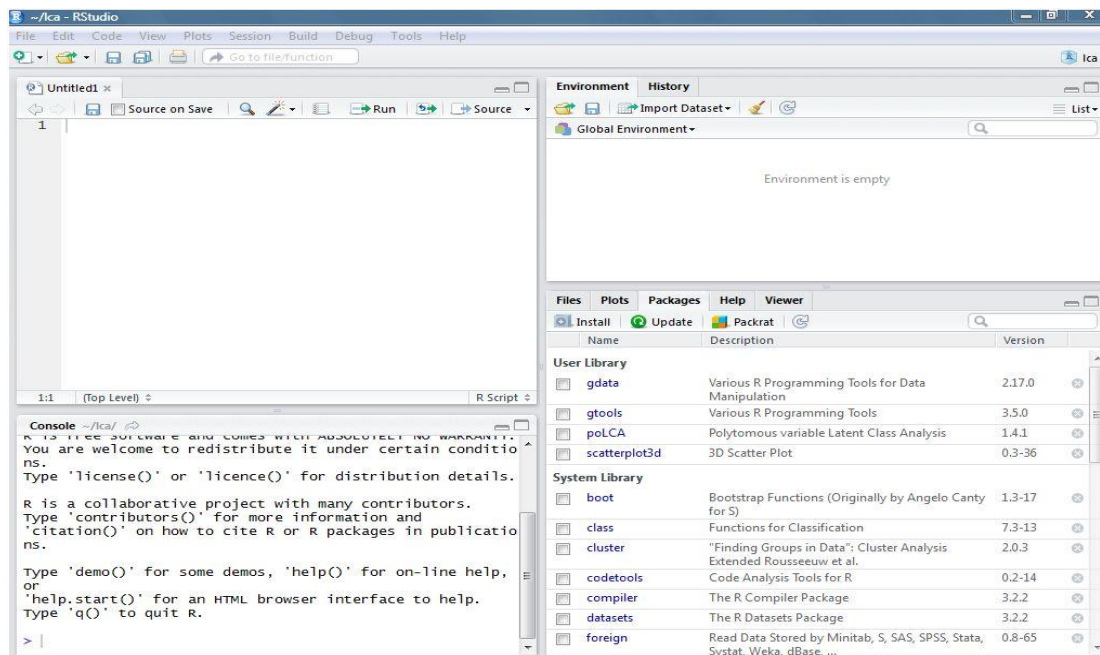 ~/lca - RStudio
File Edit Code View Plots Session Build Debug Tools Help
Go to file/function
lca
Untitled1
Source on Save Run Source
1
1:1 (Top Level) R Script
Console ~/lca/
R is free software and comes with ABSOLUTELY NO WARRANTY.
You are welcome to redistribute it under certain conditio
ns.
Type 'license()' or 'licence()' for distribution details.
R is a collaborative project with many contributors.
Type 'contributors()' for more information and
'citation()' on how to cite R or R packages in publicatio
ns.
Type 'demo()' for some demos, 'help()' for on-line help,
or
'help.start()' for an HTML browser interface to help.
Type 'q()' to quit R.
>
Environment History
Import Dataset List
Global Environment
Environment is empty
Files Plots Packages Help Viewer
Install Update Packrat
Name Description Version
User Library
gdata Various R Programming Tools for Data 2.17.0
Manipulation
gtools Various R Programming Tools 3.5.0
poLCA Polytomous variable Latent Class Analysis 1.4.1
scatterplot3d 3D Scatter Plot 0.3-36
System Library
boot Bootstrap Functions (Originally by Angelo Canty 1.3-17
for S)
class Functions for Classification 7.3-13
cluster "Finding Groups in Data": Cluster Analysis 2.0.3
Extended Rousseeuw et al.
codetools Code Analysis Tools for R 0.2-14
compiler The R Compiler Package 3.2.2
datasets The R Datasets Package 3.2.2
foreign Read Data Stored by Minitab, S, SAS, SPSS, Stata, 0.8-65
Systat, Weka, dBase, ...